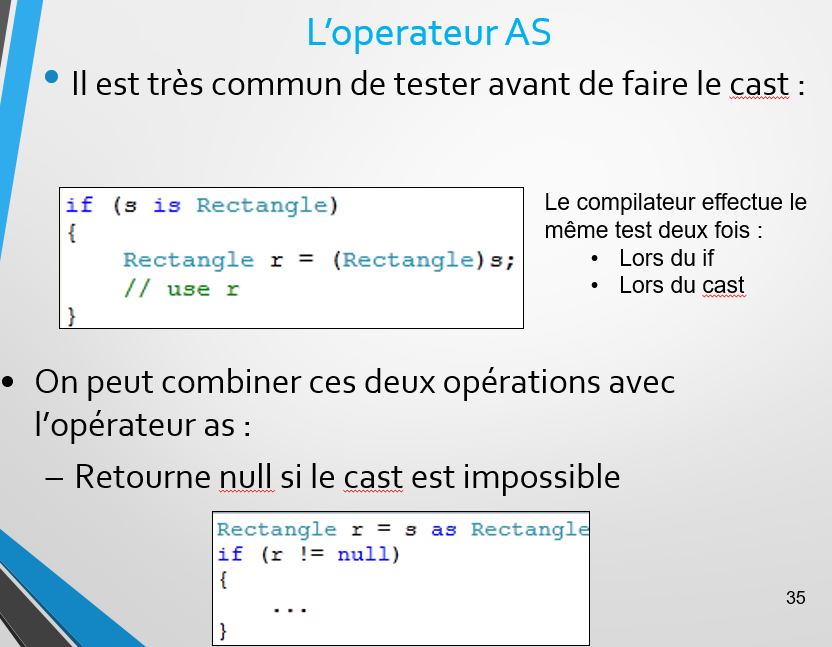 L’operateur AS
• Il est très commun de tester avant de faire le cast :
if (s is Rectangle)
{
Rectangle r = (Rectangle)s;
// use r
}
Le compilateur effectue le
même test deux fois :
• Lors du if
• Lors du cast
• On peut combiner ces deux opérations avec
l’opérateur as :
– Retourne null si le cast est impossible
Rectangle r = s as Rectangle
if (r != null)
{
...
}
35